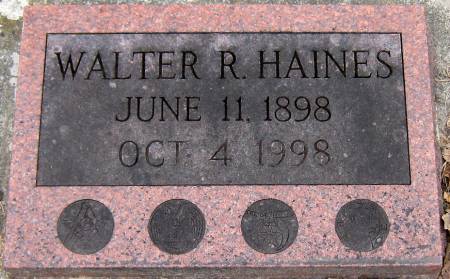 WALTER R. HAINES
JUNE 11, 1898
OCT. 4 1998